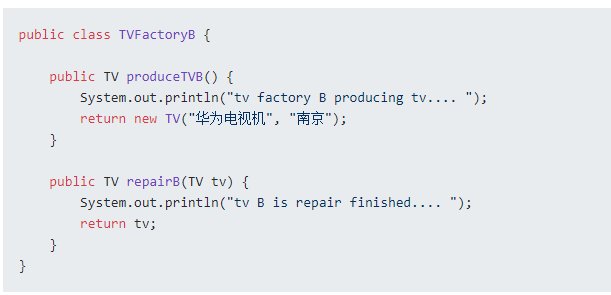 public class TVFactoryB {
public TV produceTVB() {
System.out.println("tv factory B producing tv.... ");
return new TV("华为电视机", "南京");
}
public TV repairB(TV tv) {
System.out.println("tv B is repair finished.... ");
return tv;
}
}